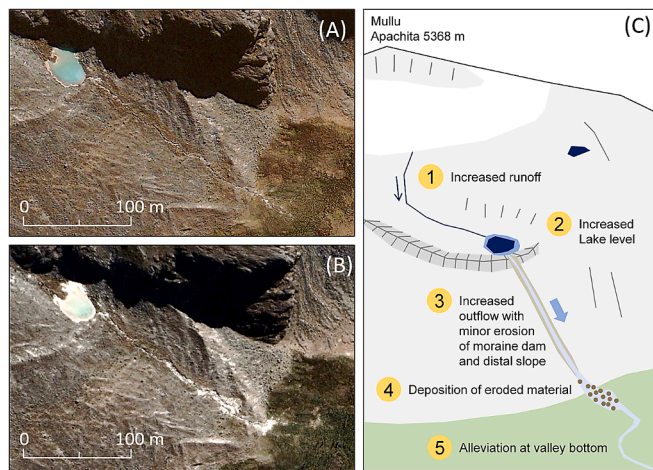 (A)
0 100 m
(B)
0 100 m
Mullu
Apachita 5368 m
(C)
1 Increased runoff
2 Increased
Lake level
3 Increased
outflow with
minor erosion
of moraine dam
and distal slope
4 Deposition of eroded material
5 Alleviation at valley bottom